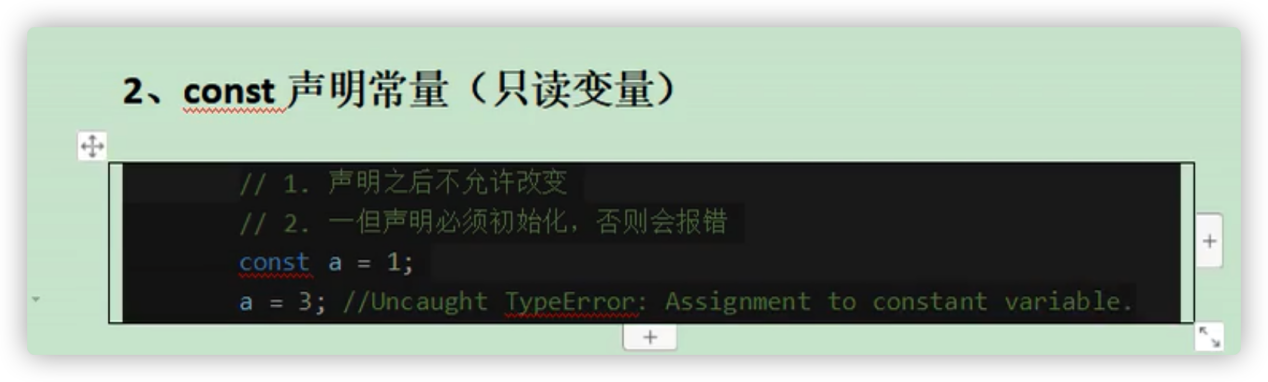 2、const 声明常量（只读变量）
// 1. 声明之后不允许改变
// 2. 一但声明必须初始化，否则会报错
const a = 1;
a = 3; //Uncaught TypeError: Assignment to constant variable.